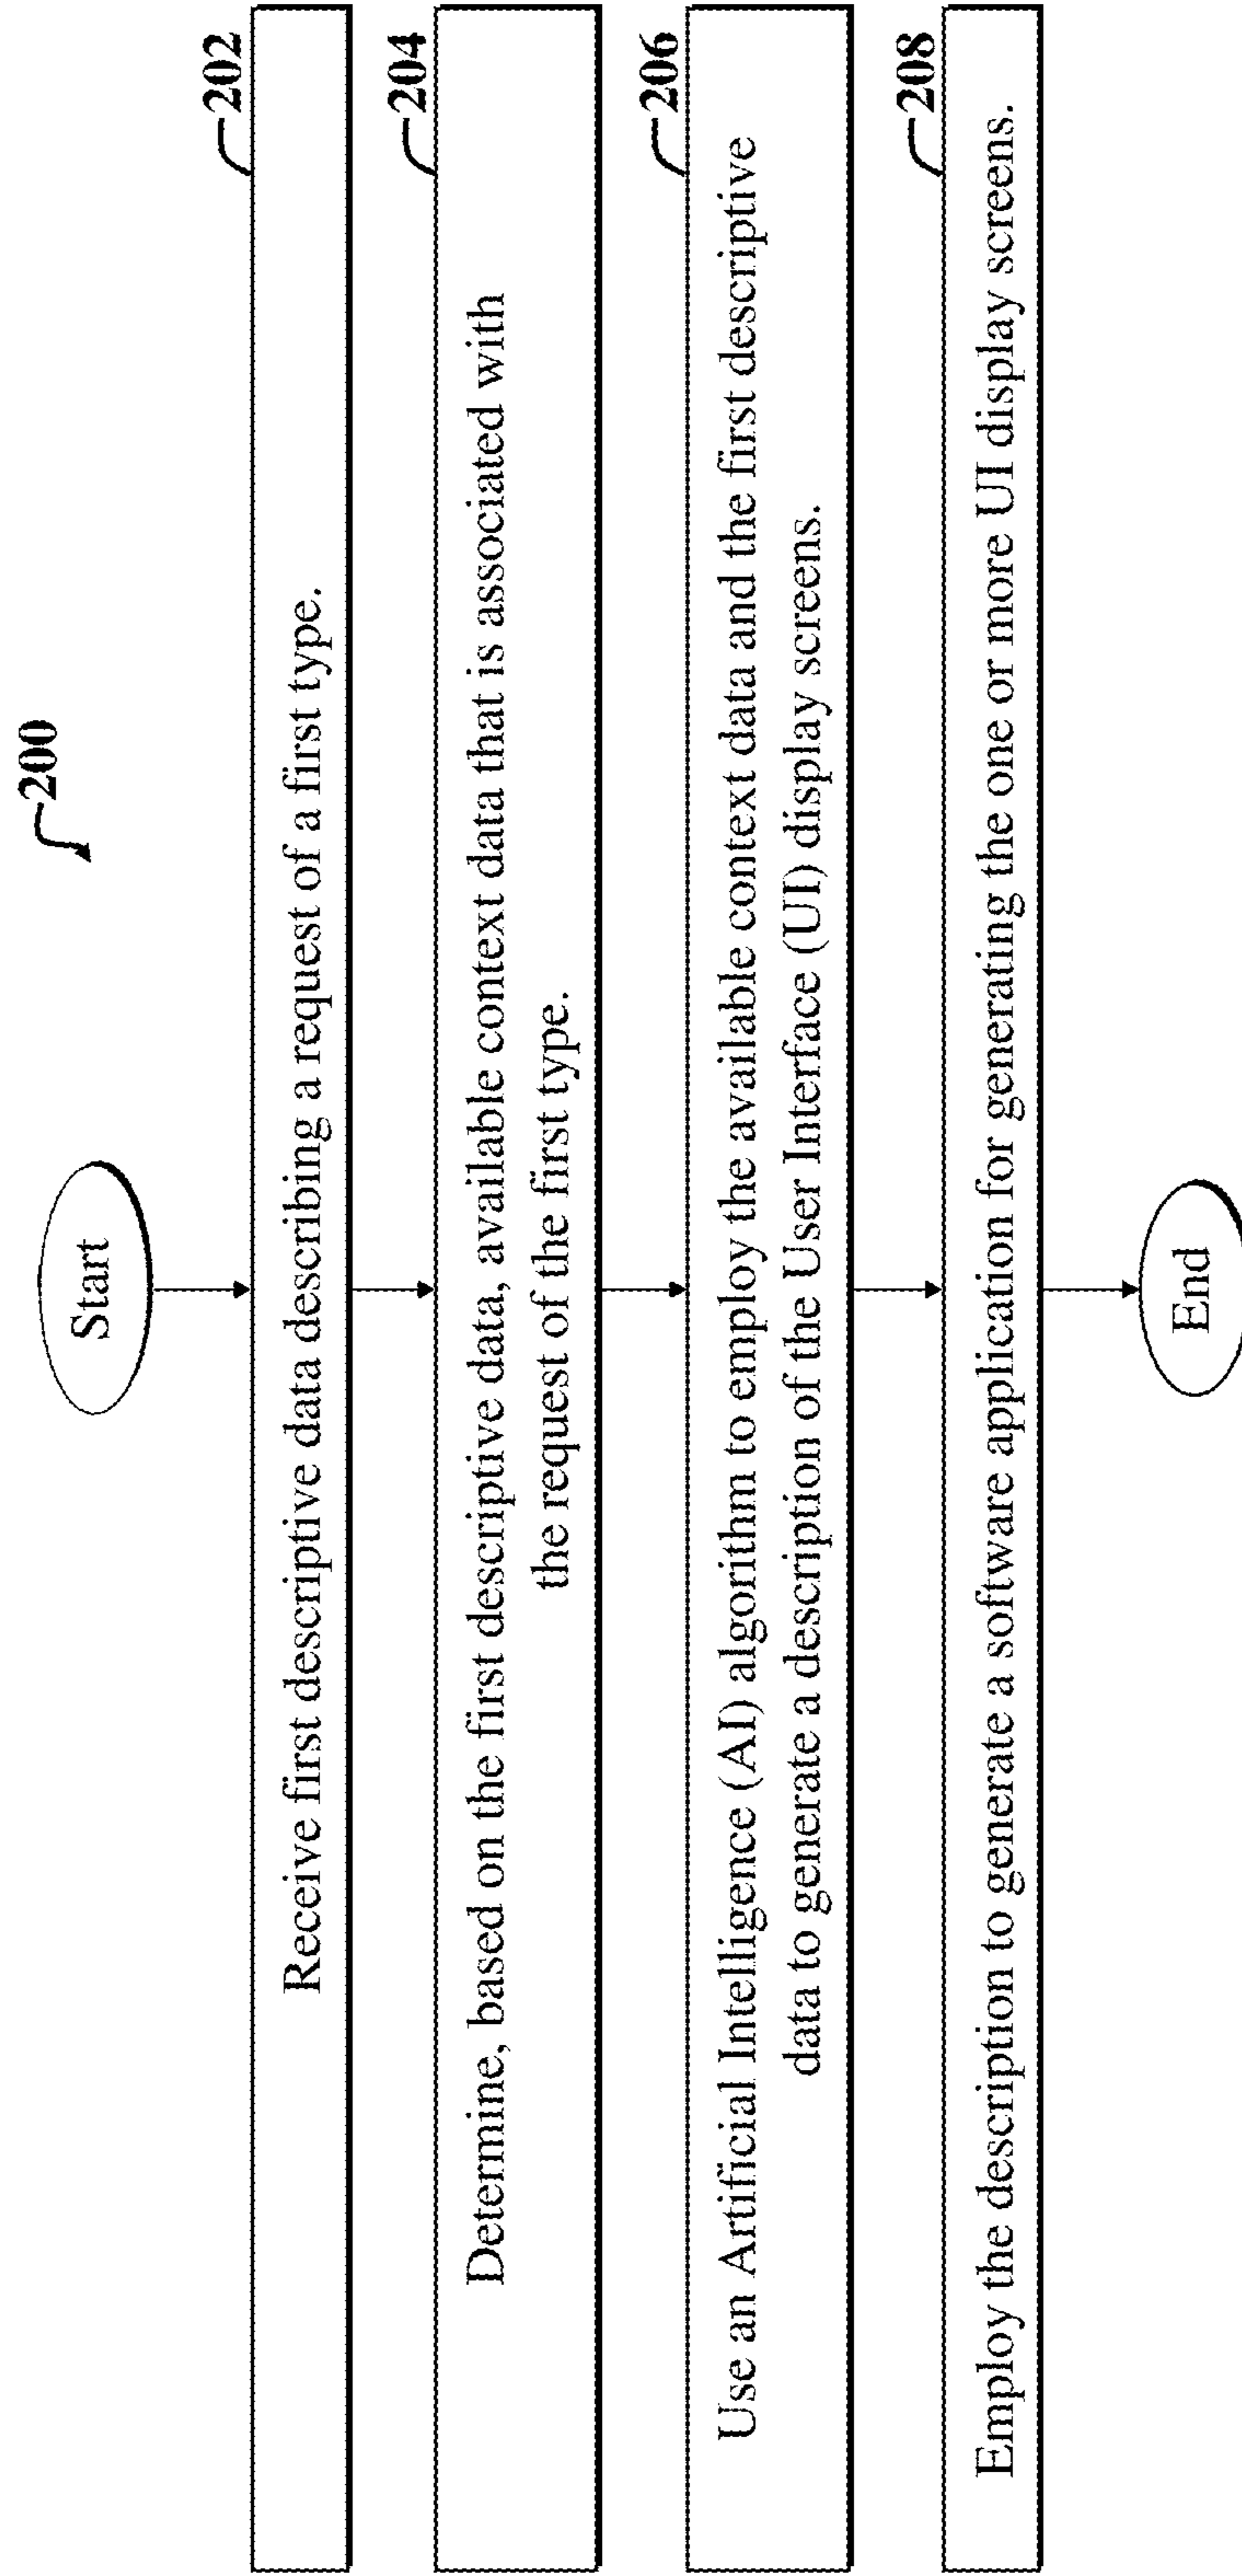 200
Start
202
Receive first descriptive data describing a request of a first type.
204
Determine, based on the first descriptive data, available context data that is associated with
the request of the first type.
206
Use an Artificial Intelligence (AI) algorithm to employ the available context data and the first descriptive
data to generate a description of the User Interface (UI) display screens.
208
Employ the description to generate a software application for generating the one or more UI display screens.
End